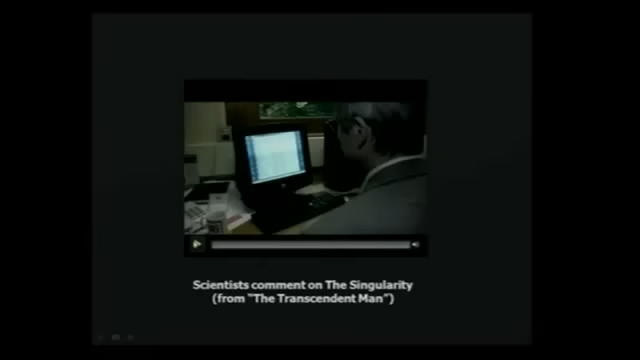 Scientists comment on The Singularity
(from "The Transcendent Man")